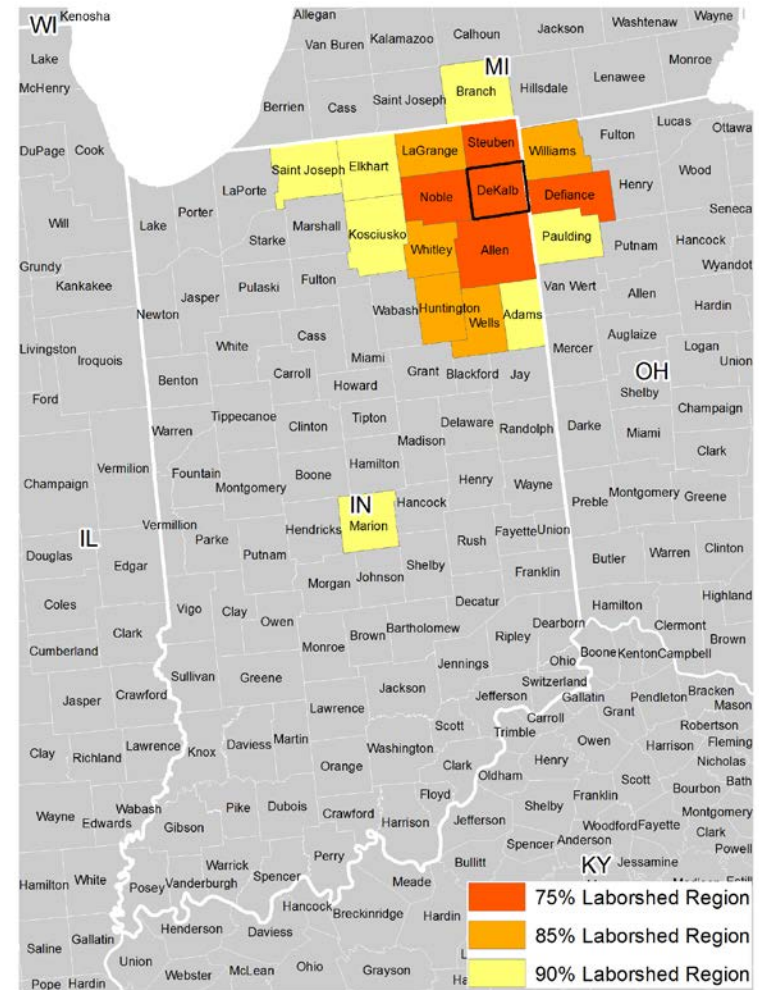 WI Kenosha
Allegan
Washtenaw Wayne
Van Buren Kalamazoo Calhoun Jackson
Lake
McHenry
MI
Monroe
Berrien Cass Saint Joseph Branch Hillsdale Lenawee
DuPage Cook
Lucas Ottawa
Fulton
Steuben
LaGrange Williams
Saint Joseph Elkhart
Wood
LaPorte
Noble DeKalb Defiance Henry
Lake Porter
Seneca
Will
Marshall
Starke
Kosciusko
Whitley Allen
Paulding
Putnam Hancock
Wyandot
Grundy
Kankakee
Pulaski Fulton
Jasper
Newton
Van Wert
Allen
Hardin
Wabash Huntington
Wells
Adams
Livingston
Iroquois
White
Cass
Miami
Mercer
Auglaize
Logan
Union
Benton
Carroll
Howard
Grant Blackford Jay
OH
Shelby
Ford
Champaign
Warren
Tippecanoe
Clinton
Tipton
Madison
Delaware
Randolph
Darke
Miami
Clark
Champaign
Vermilion
Fountain
Montgomery
Boone
Hamilton
Henry
Wayne
Preble Montgomery Greene
IN
Marion
Hancock
Hendricks
IL
Vermillion
Parke
Putnam
Rush
Fayette Union
Butler Warren Clinton
Douglas
Edgar
Morgan Johnson
Shelby
Franklin
Coles
Vigo Clay
Owen
Decatur
Hamilton
Highland
Clark
Cumberland
Monroe
Brown Bartholomew
Ripley
Dearborn
Clermont
Brown
Ohio
Boone Kenton Campbell
Sullivan Greene
Jennings
Switzerland
Jasper Crawford
Lawrence
Jackson
Jefferson
Gallatin
Pendleton Bracken
Mason
Grant
Carroll
Trimble
Robertson
Clay Richland Lawrence Knox Daviess Martin
Washington
Scott
Owen
Harrison Fleming
Nicholas
Orange
Clark
Henry
Oldham
Scott
Bourbon Bath
Floyd
Franklin
Wayne Edwards Wabash
Gibson
Pike Dubois
Crawford
Harrison
Jefferson
Shelby
Montgomery
Woodford Fayette
Clark
Spencer Anderson
Powell
Perry
Warrick
Spencer
Bullitt
KY Jessamine
Hamilton White
Posey Vanderburgh
Meade
Hancock
Breckinridge
Hardin
Henderson
Daviess
Saline Gallatin
Union
Webster McLean Ohio Grayson
Pope Hardin
75% Laborshed Region
85% Laborshed Region
90% Laborshed Region